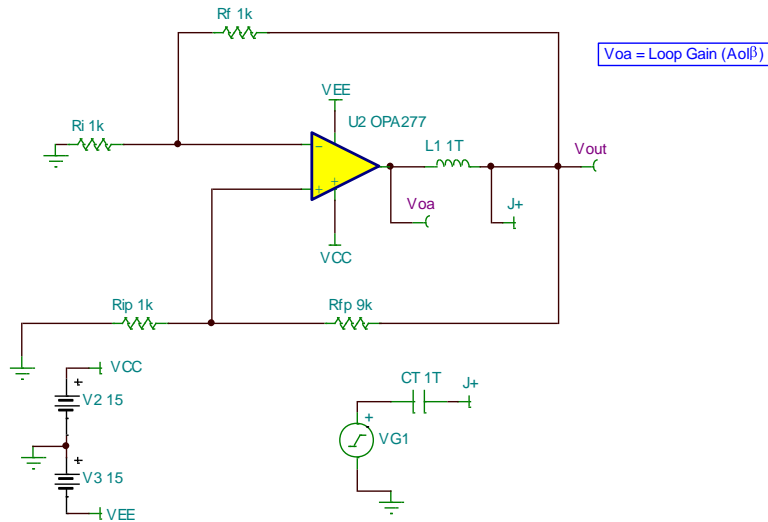 Rf 1k
Voa = Loop Gain (Aolβ)
VEE
U2 OPA277
Ri 1k
L1 1T
Vout
−
+
+
+
Voa
J+
VCC
Rip 1k
Rfp 9k
VCC
+
V2 15
CT 1T
J+
+
VG1
+
V3 15
VEE